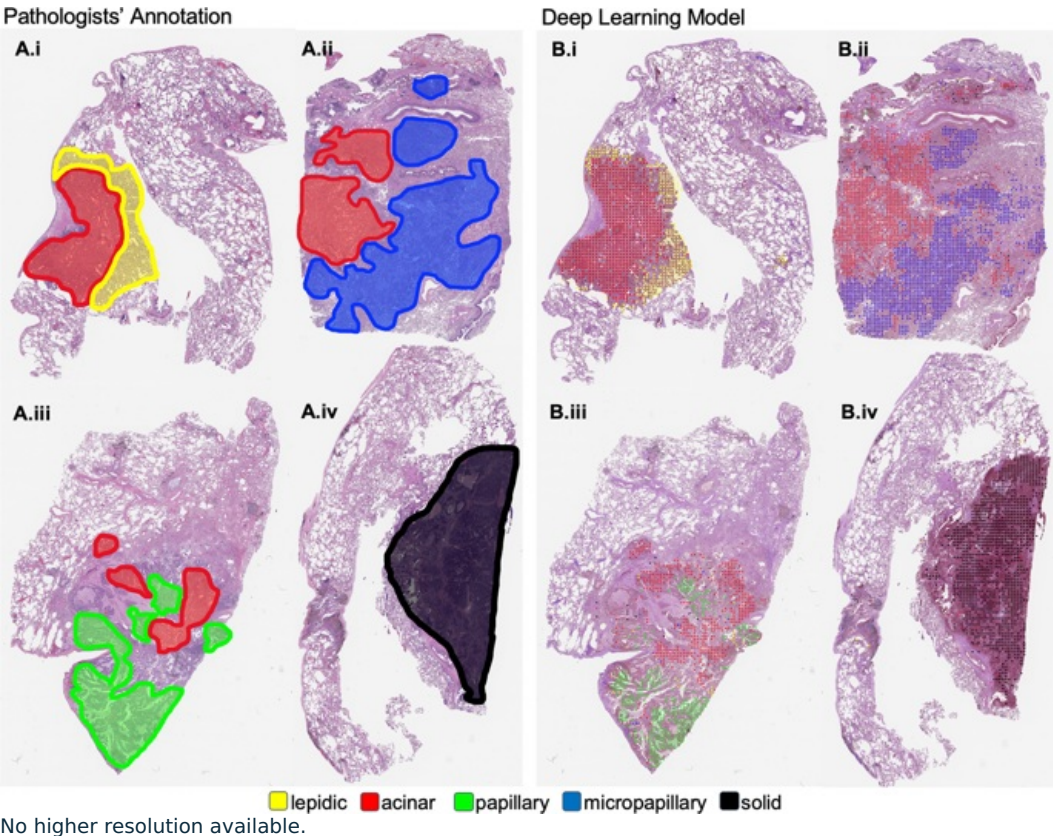 Pathologists' Annotation
Deep Learning Model
A.i
A.ii
B.i
B.ii
A.iii
A.iv
B.iii
B.iv
lepidic acinar papillary micropapillary solid
No higher resolution available.